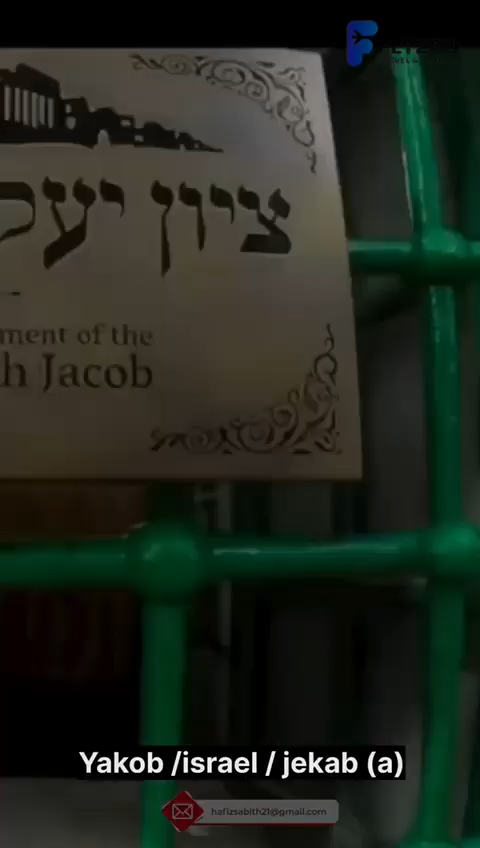 ציון יעק
ment of the
h Jacob
Yakob /israel / jekab (a)
hafizsabith21@gmail.com